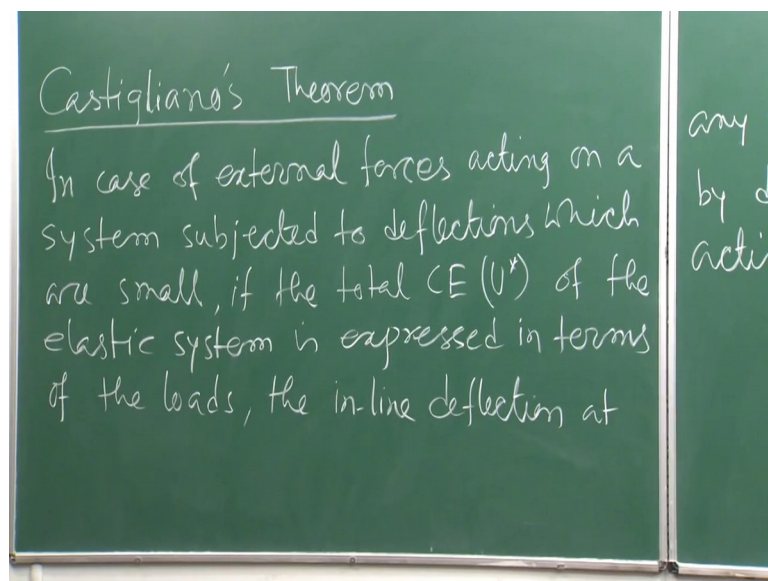 Castigliano's Theorem
In case of external forces acting on a
system subjected to deflections which
are small, if the total CE (U*) of the
elastic system is expressed in terms
of the loads, the in-line deflection at
any
by d
acti